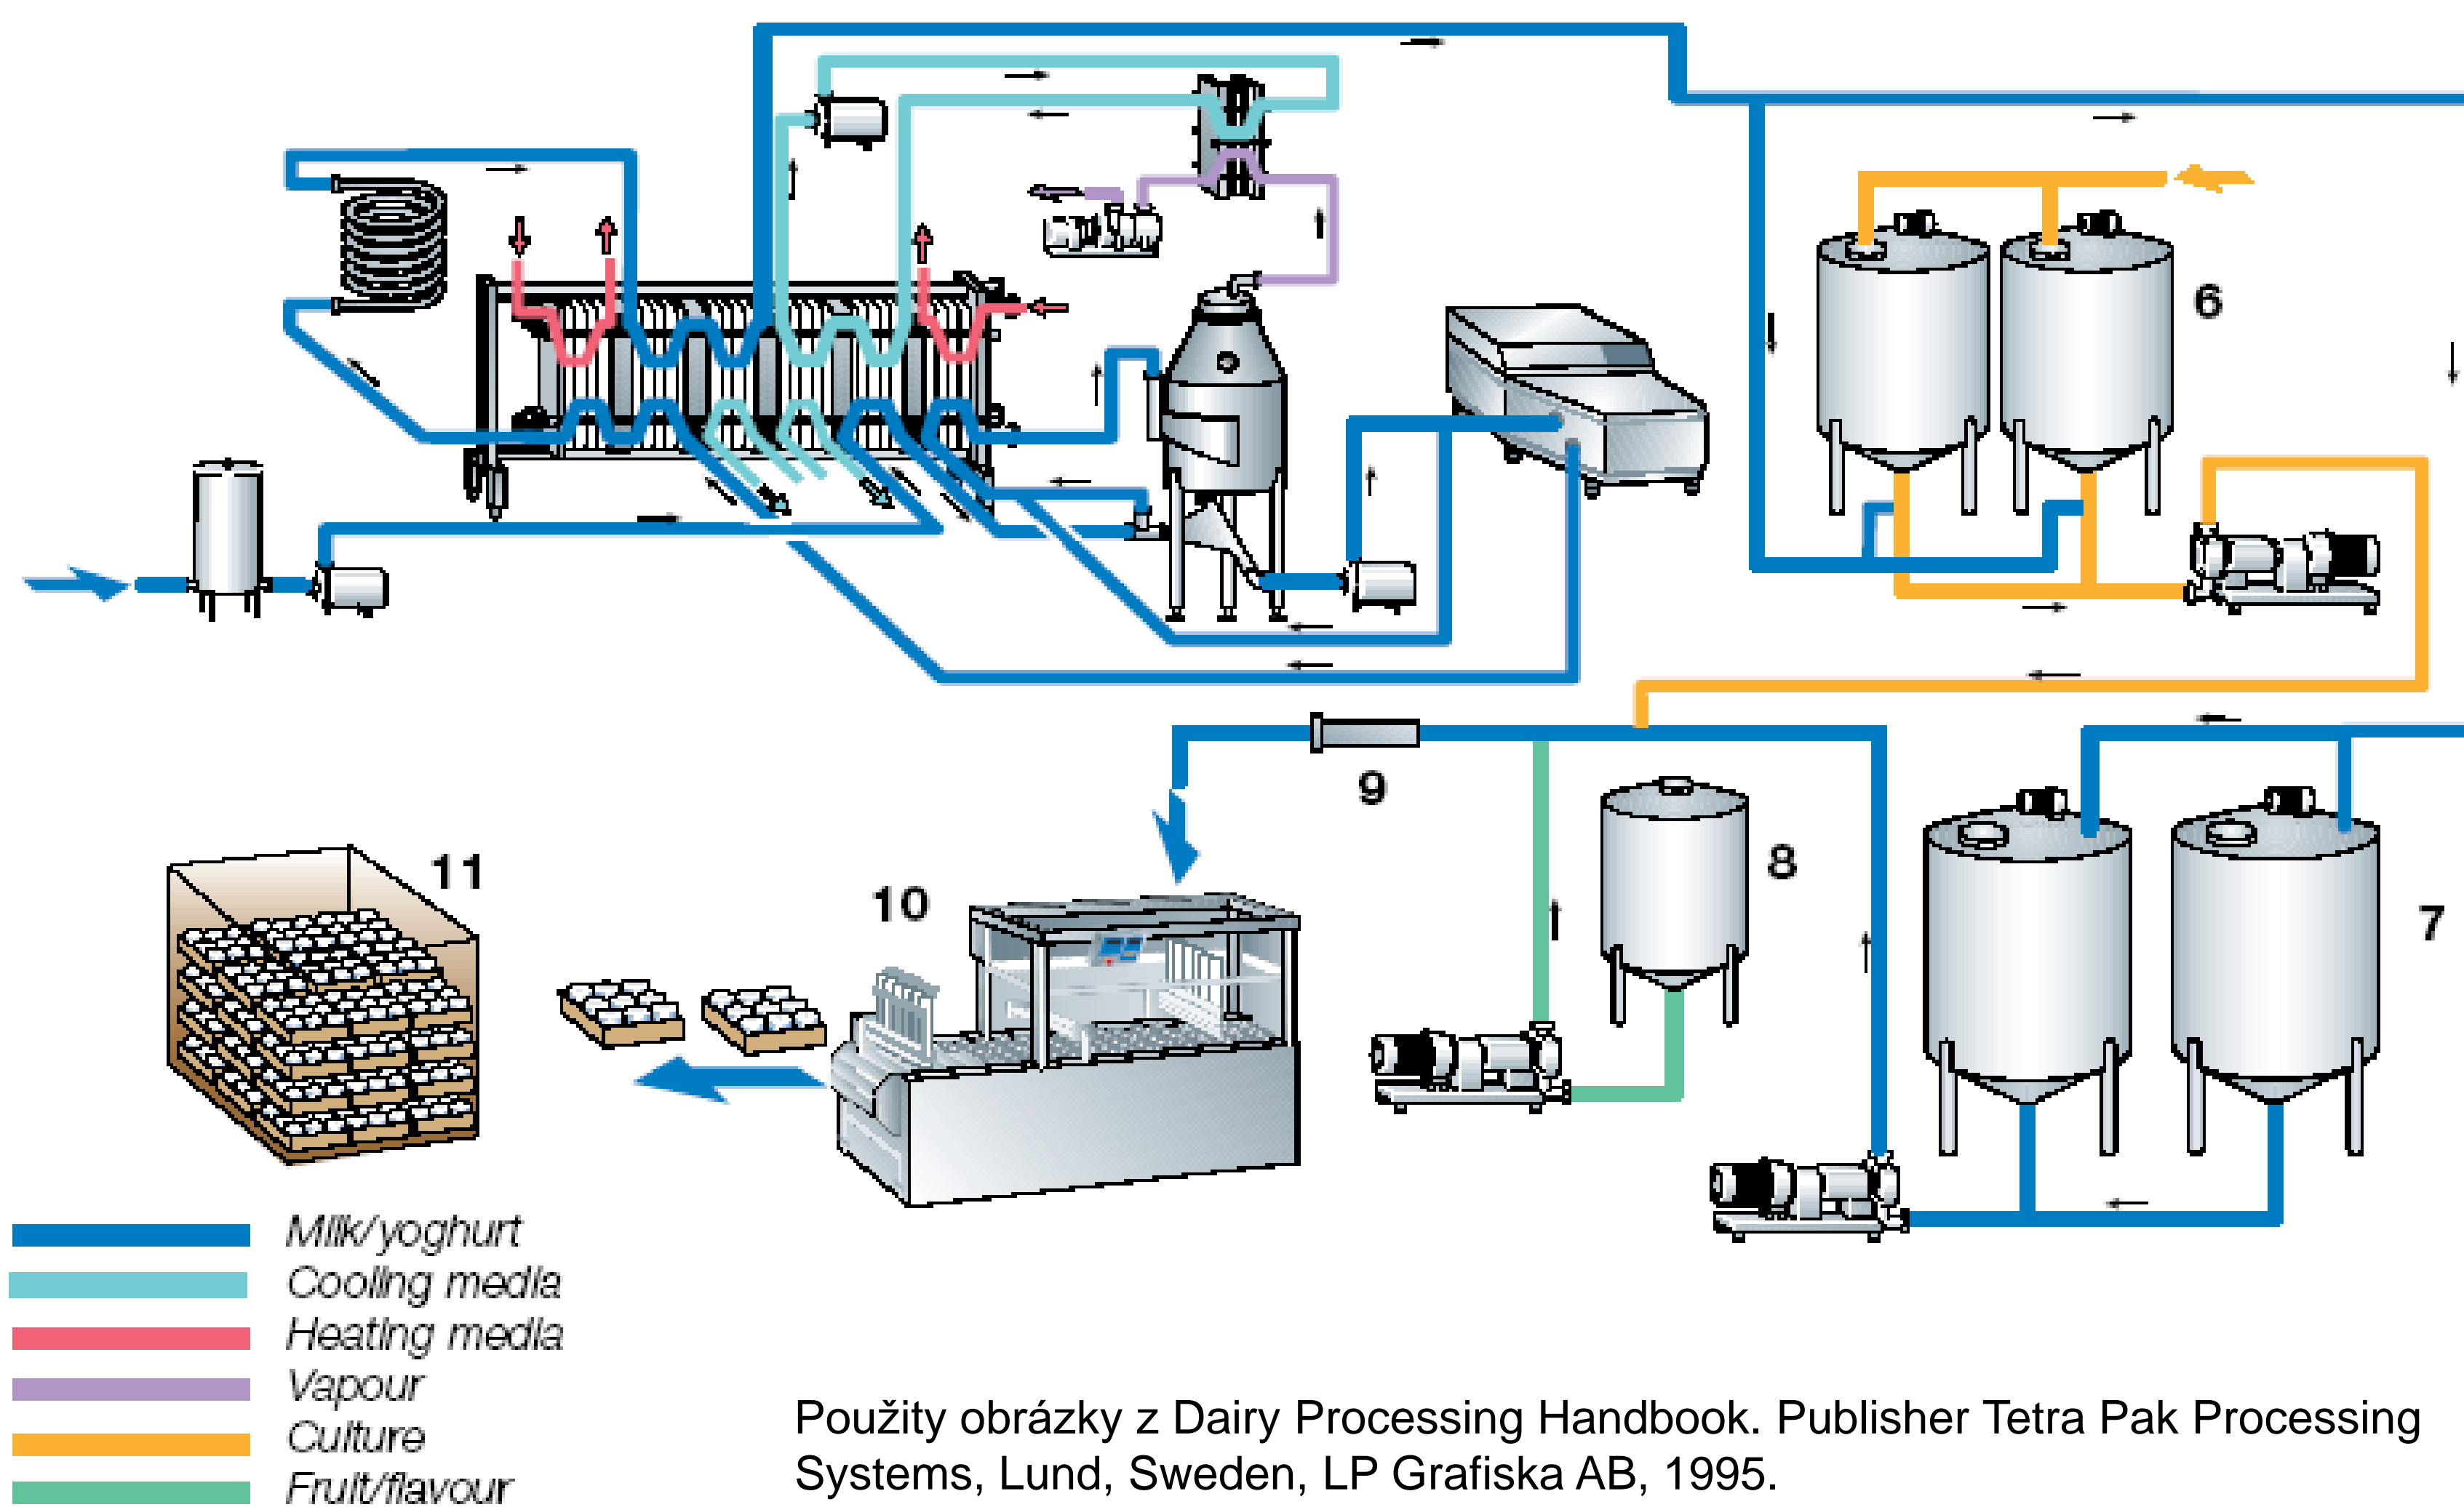 6
9
8
7
11
10
Milk/yoghurt
Cooling media
Heating media
Vapour
Culture
Fruit/flavour
Použity obrázky z Dairy Processing Handbook. Publisher Tetra Pak Processing
Systems, Lund, Sweden, LP Grafiska AB, 1995.